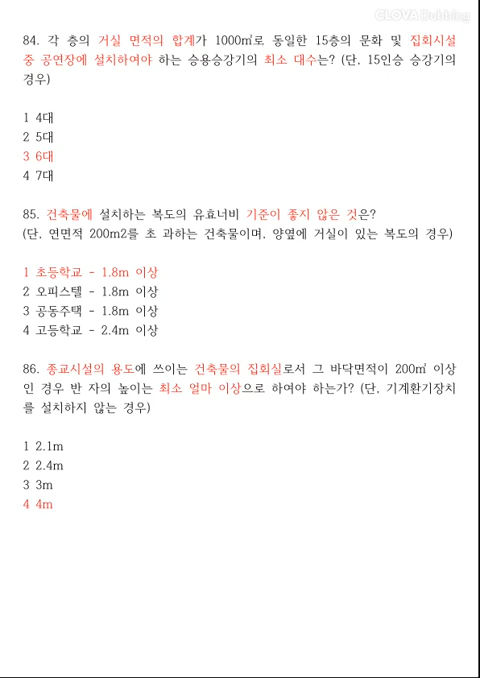 CLOVA Dubbing
84. 각 층의 거실 면적의 합계가 1000㎡로 동일한 15층의 문화 및 집회시설
중 공연장에 설치하여야 하는 승용승강기의 최소 대수는? (단, 15인승 승강기의
경우)
1 4대
2 5대
3 6대
4 7대
85. 건축물에 설치하는 복도의 유효너비 기준이 좋지 않은 것은?
(단, 연면적 200m2를 초 과하는 건축물이며, 양옆에 거실이 있는 복도의 경우)
1 초등학교 - 1.8m 이상
2 오피스텔 - 1.8m 이상
3 공동주택 - 1.8m 이상
4 고등학교 - 2.4m 이상
86. 종교시설의 용도에 쓰이는 건축물의 집회실로서 그 바닥면적이 200㎡ 이상
인 경우 반 자의 높이는 최소 얼마 이상으로 하여야 하는가? (단, 기계환기장치
를 설치하지 않는 경우)
1 2.1m
2 2.4m
3 3m
4 4m